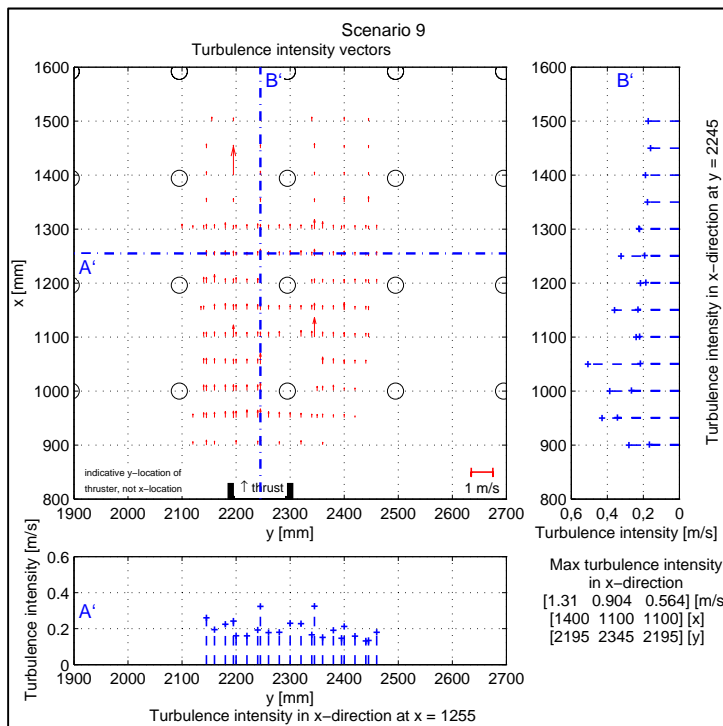 Scenario 9
Turbulence intensity vectors
1600
1500
1400
1300
1200
1100
1000
900
800
x [mm]
B'
A'
indicative y−location of
thruster, not x−location
↑ thrust
1 m/s
1900 2000 2100 2200 2300 2400 2500 2600 2700
y [mm]
B'
1600
1500
1400
1300
1200
1100
1000
900
800
0,6 0,4 0,2 0
Turbulence intensity [m/s]
Turbulence intensity in x−direction at y = 2245
0.6
0.4
0.2
0
Turbulence intensity [m/s]
A'
1900 2000 2100 2200 2300 2400 2500 2600 2700
y [mm]
Turbulence intensity in x−direction at x = 1255
Max turbulence intensity
in x−direction
[1.31 0.904 0.564] [m/s
[1400 1100 1100] [x]
[2195 2345 2195] [y]